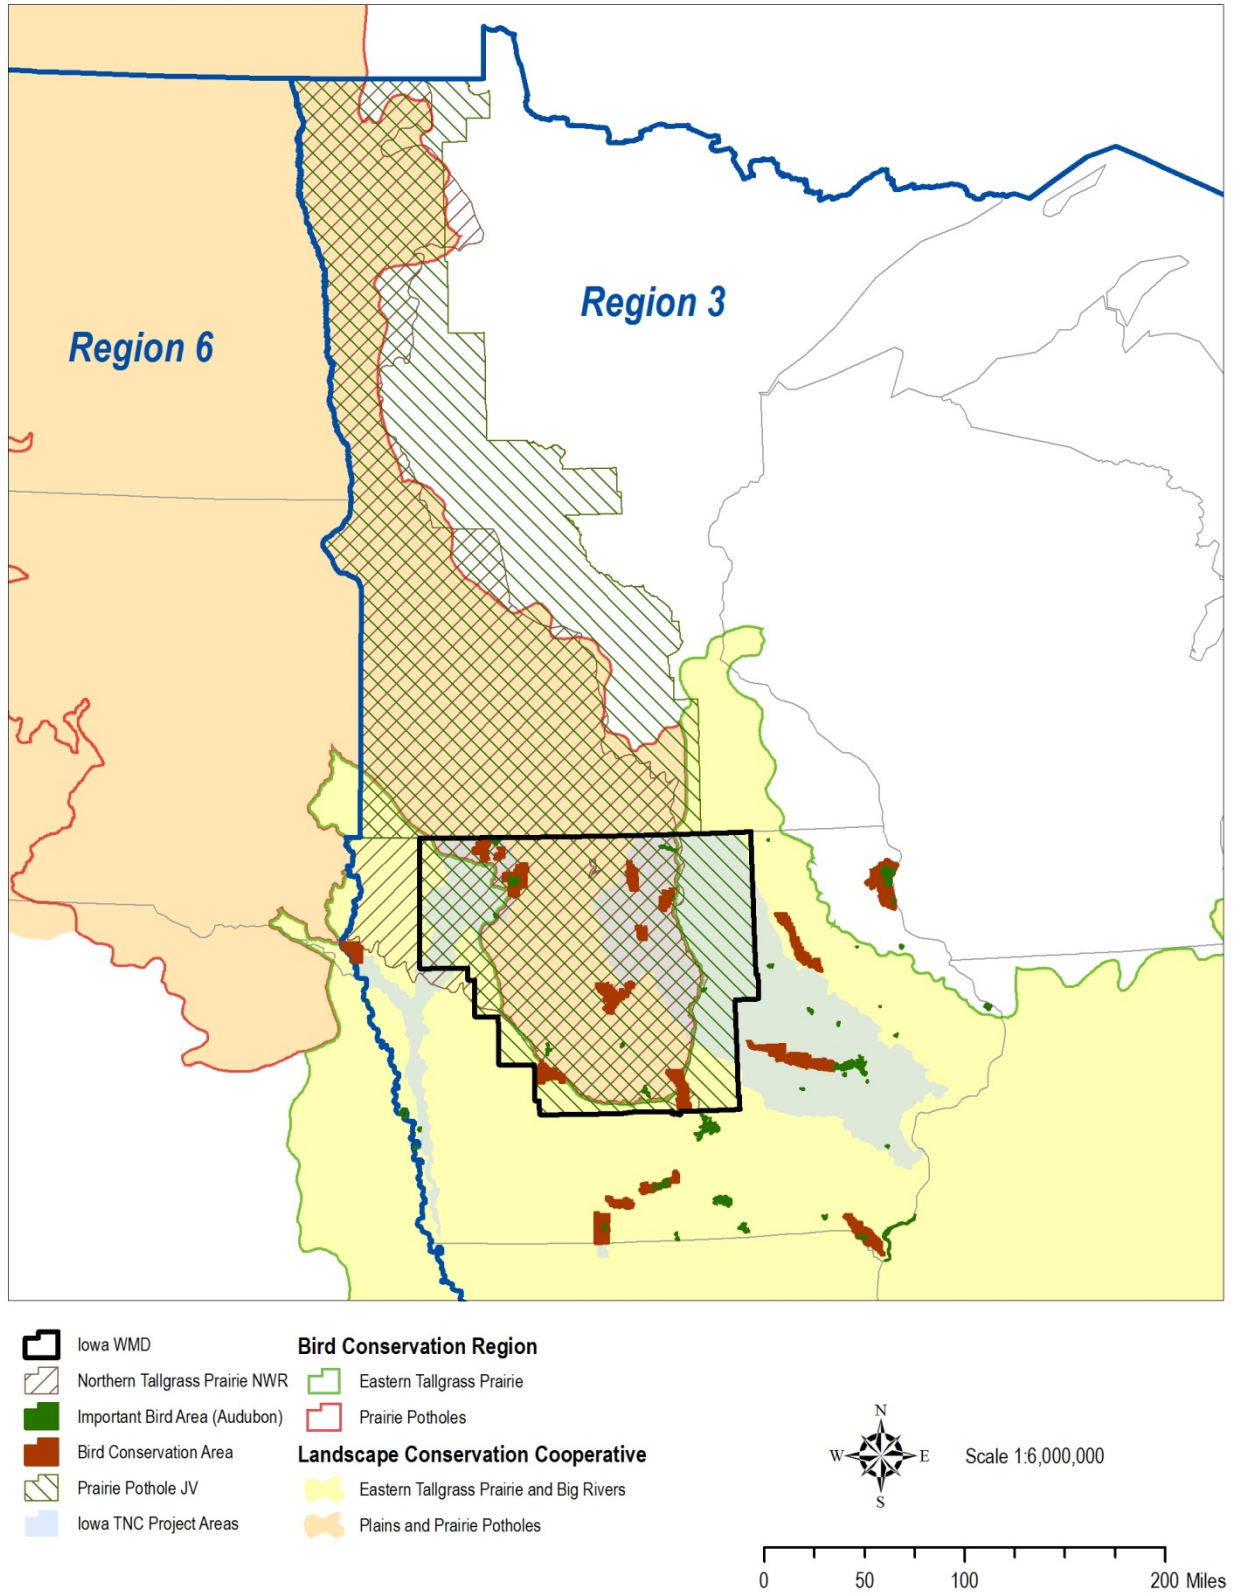 Region 3
Region 6
Iowa WMD
Northern Tallgrass Prairie NWR
Important Bird Area (Audubon)
Bird Conservation Area
Prairie Pothole JV
Iowa TNC Project Areas
Bird Conservation Region
Eastern Tallgrass Prairie
Prairie Potholes
Landscape Conservation Cooperative
Eastern Tallgrass Prairie and Big Rivers
Plains and Prairie Potholes
N
W E
S
Scale 1:6,000,000
0 50 100 200 Miles